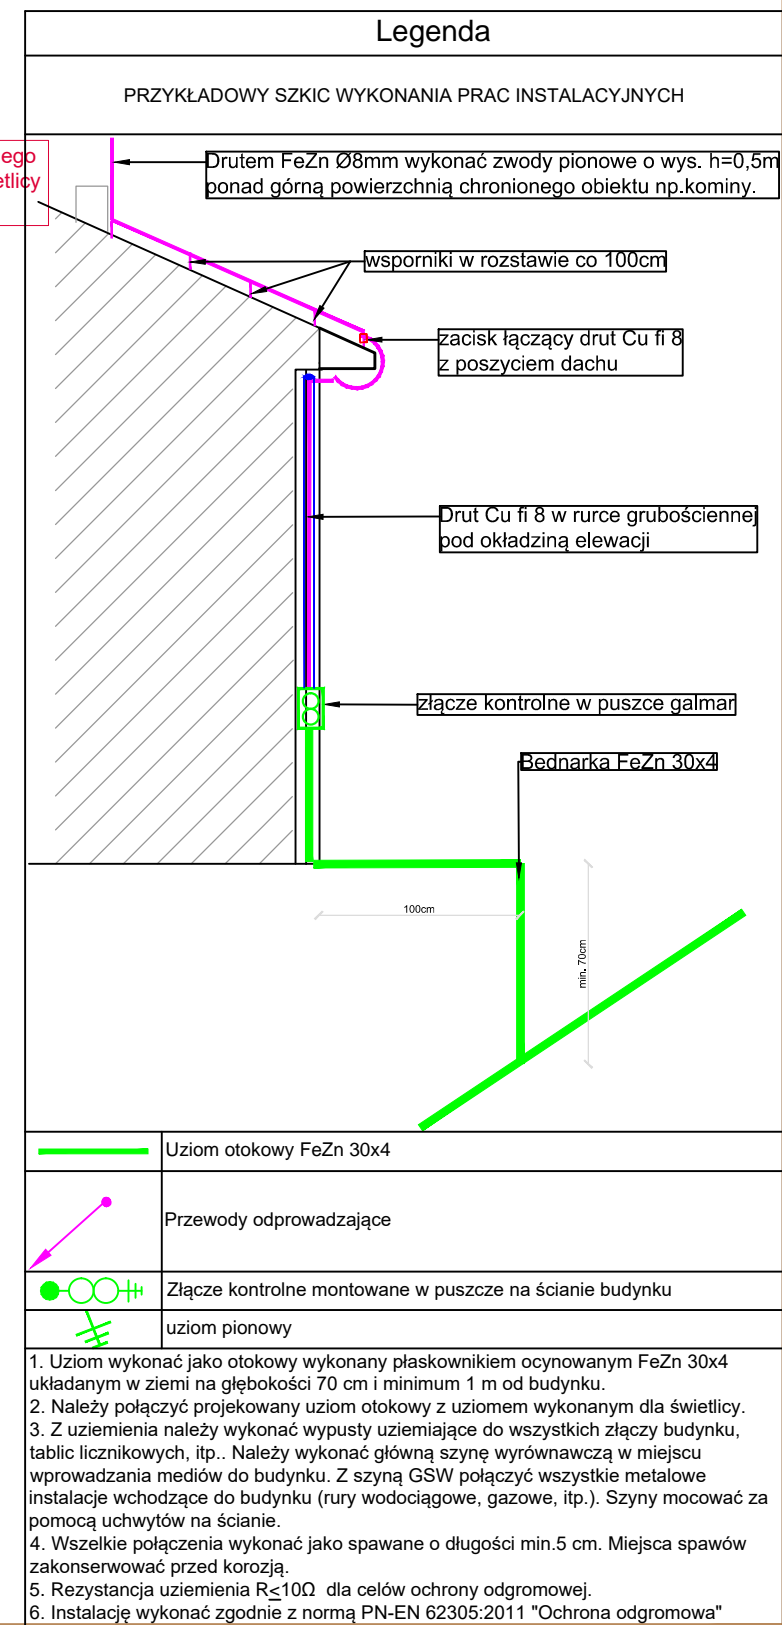 Legenda
PRZYKŁADOWY SZKIC WYKONANIA PRAC INSTALACYJNYCH
Drutem FeZn Ø8mm wykonać zwody pionowe o wys. h=0,5m
ponad górną powierzchnią chronionego obiektu np.kominy.
wsporniki w rozstawie co 100cm
zacisk łączący drut Cu fi 8
z poszyciem dachu
Drut Cu fi 8 w rurce grubościennej
pod okładziną elewacji
złącze kontrolne w puszce galmar
Bednarka FeZn 30x4
100cm
min. 70cm
Uziom otokowy FeZn 30x4
Przewody odprowadzające
Złącze kontrolne montowane w puszcze na ścianie budynku
uziom pionowy
1. Uziom wykonać jako otokowy wykonany płaskownikiem ocynowanym FeZn 30x4
układanym w ziemi na głębokości 70 cm i minimum 1 m od budynku.
2. Należy połączyć projekowany uziom otokowy z uziomem wykonanym dla świetlicy.
3. Z uziemienia należy wykonać wypusty uziemiające do wszystkich złączy budynku,
tablic licznikowych, itp.. Należy wykonać główną szynę wyrównawczą w miejscu
wprowadzania mediów do budynku. Z szyną GSW połączyć wszystkie metalowe
instalacje wchodzące do budynku (rury wodociągowe, gazowe, itp.). Szyny mocować za
pomocą uchwytów na ścianie.
4. Wszelkie połączenia wykonać jako spawane o długości min.5 cm. Miejsca spawów
zakonserwować przed korozją.
5. Rezystancja uziemienia R≤10Ω dla celów ochrony odgromowej.
6. Instalację wykonać zgodnie z normą PN-EN 62305:2011 "Ochrona odgromowa"